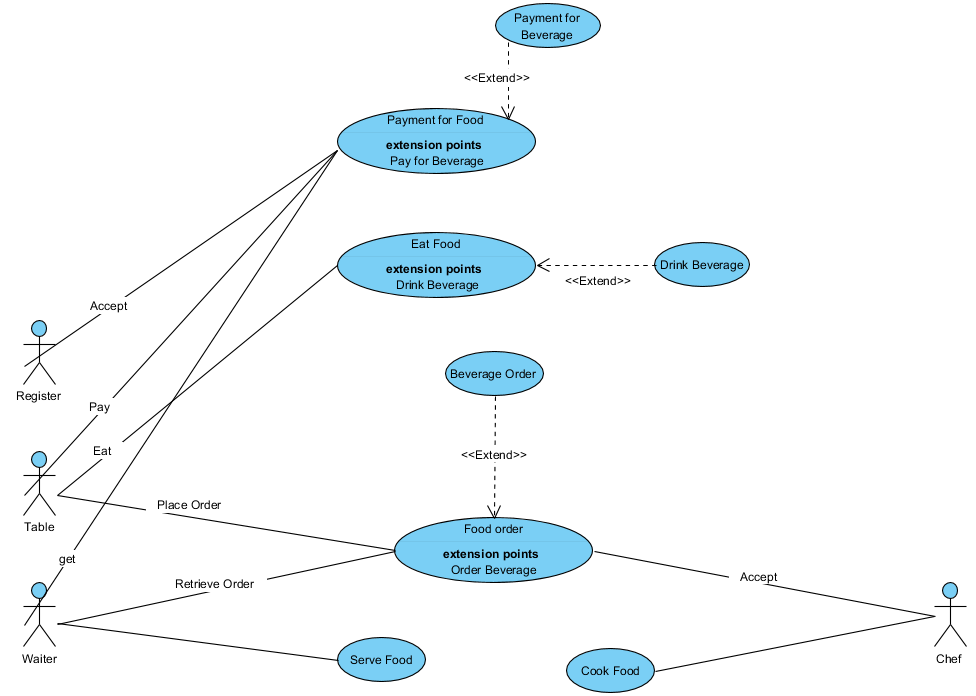 Payment for
Beverage
<<Extend>>
Payment for Food
extension points
Pay for Beverage
Eat Food
extension points
Drink Beverage
Drink Beverage
<<Extend>>
Accept
Register
Beverage Order
Pay
Eat
<<Extend>>
Place Order
Table
Food order
extension points
Order Beverage
get
Retrieve Order
Accept
Waiter
Serve Food
Cook Food
Chef